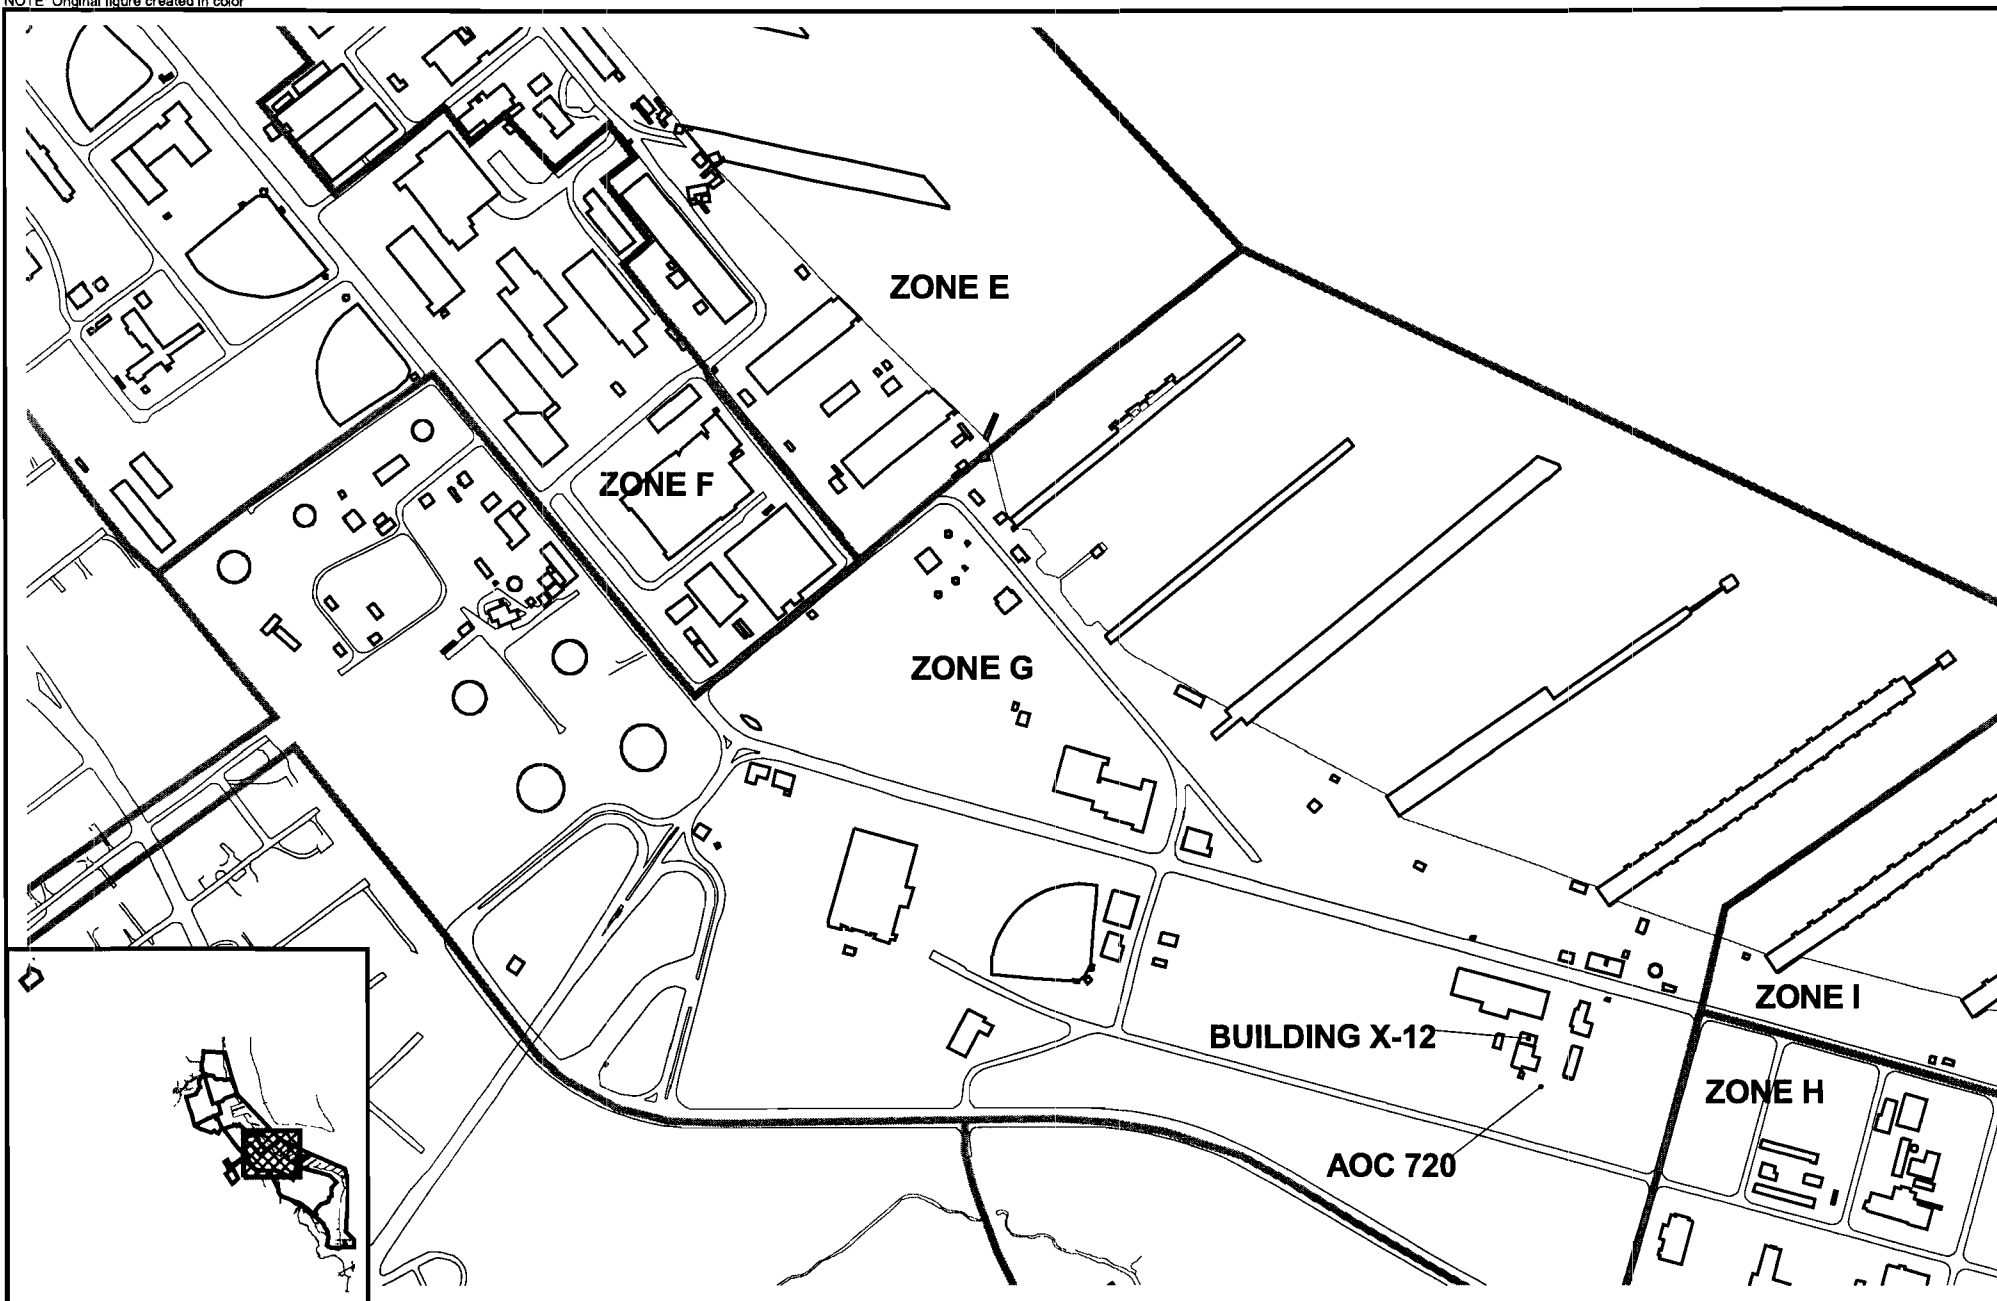 NOTE Original figure created in color
ZONE E
ZONE F
ZONE G
ZONE I
BUILDING X-12
ZONE H
AOC 720